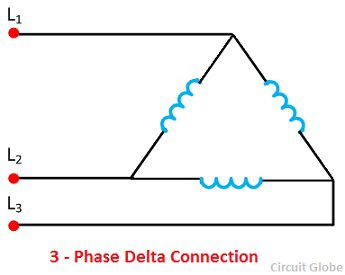 L1
L2
L3
3 - Phase Delta Connection
Circuit Globe